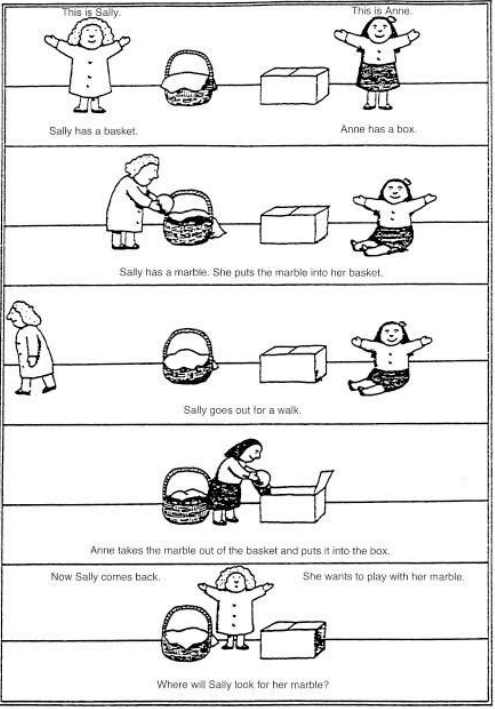 This is Sally.
This is Anne.
Sally has a basket.
Anne has a box.
Sally has a marble. She puts the marble into her basket.
Sally goes out for a walk.
Anne takes the marble out of the basket and puts it into the box.
Now Sally comes back.
She wants to play with her marble.
Where will Sally look for her marble?